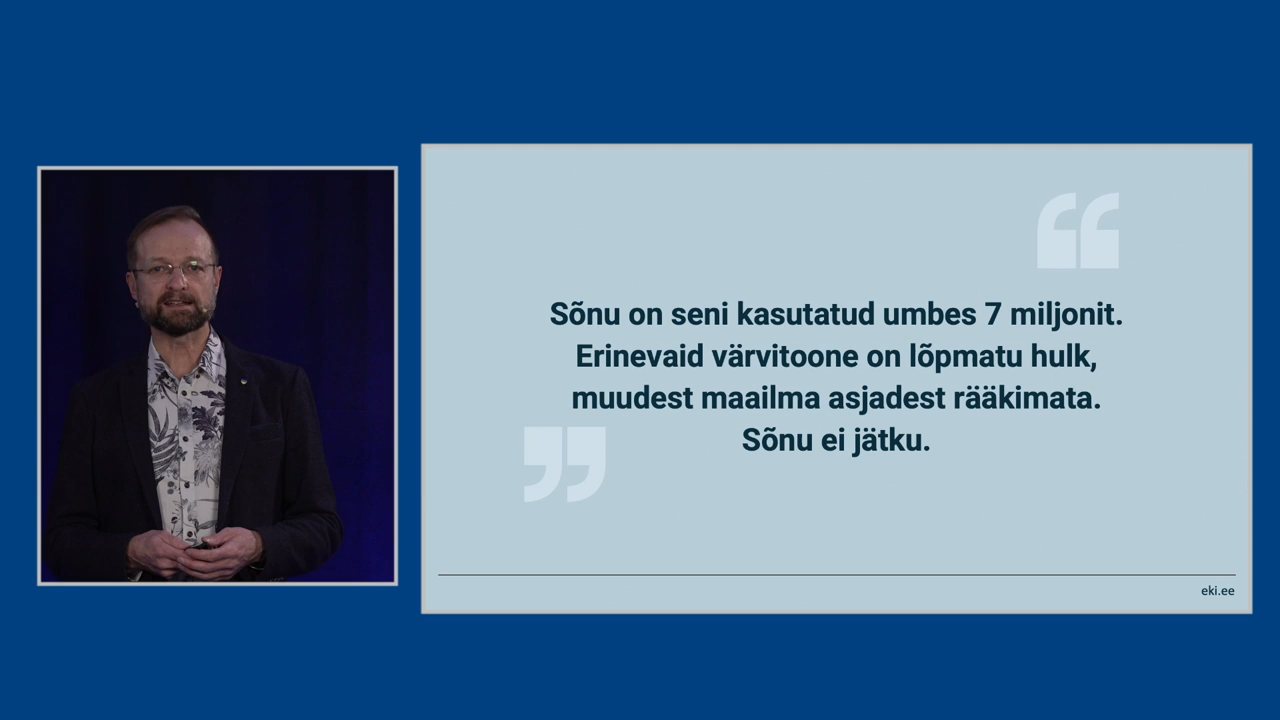 Sõnu on seni kasutatud umbes 7 miljonit.
Erinevaid värvitoone on lõpmatu hulk,
muudest maailma asjadest rääkimata.
Sõnu ei jätku.
eki.ee